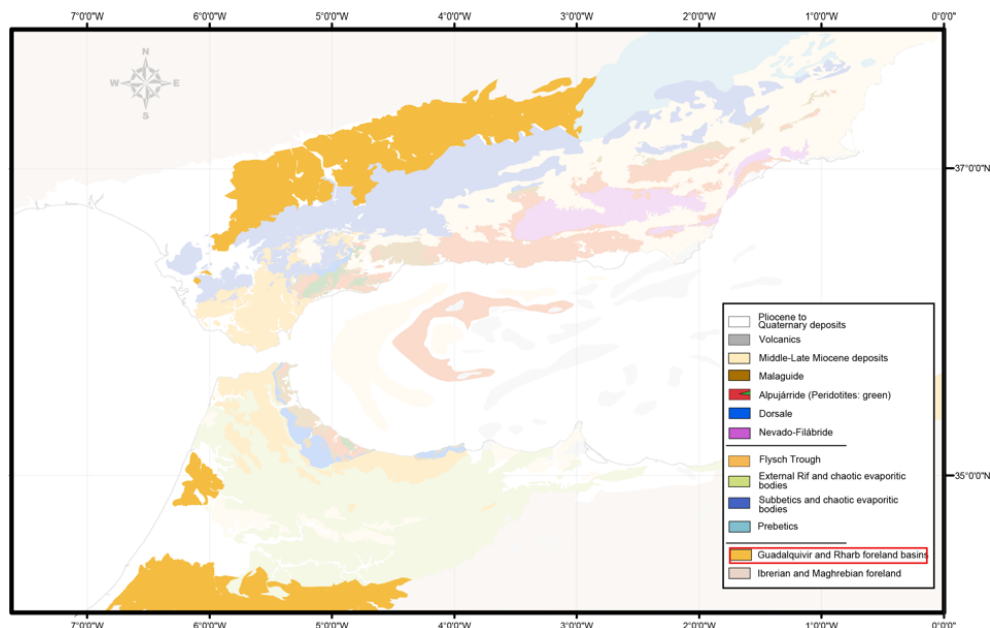 7°0'0"W 6°0'0"W 5°0'0"W 4°0'0"W 3°0'0"W 2°0'0"W 1°0'0"W 0°0'0"
N
W E
S
37°0'0"N
Pliocene to
Quaternary deposits
Volcanics
Middle-Late Miocene deposits
Malaguide
Alpujárride (Peridotites: green)
Dorsale
Nevado-Filábride
35°0'0"N
Flysch Trough
External Rif and chaotic evaporitic
bodies
Subbetics and chaotic evaporitic
bodies
Prebetics
Guadalquivir and Rharb foreland basins
Ibrerian and Maghrebian foreland
7°0'0"W 6°0'0"W 5°0'0"W 4°0'0"W 3°0'0"W 2°0'0"W 1°0'0"W 0°0'0"